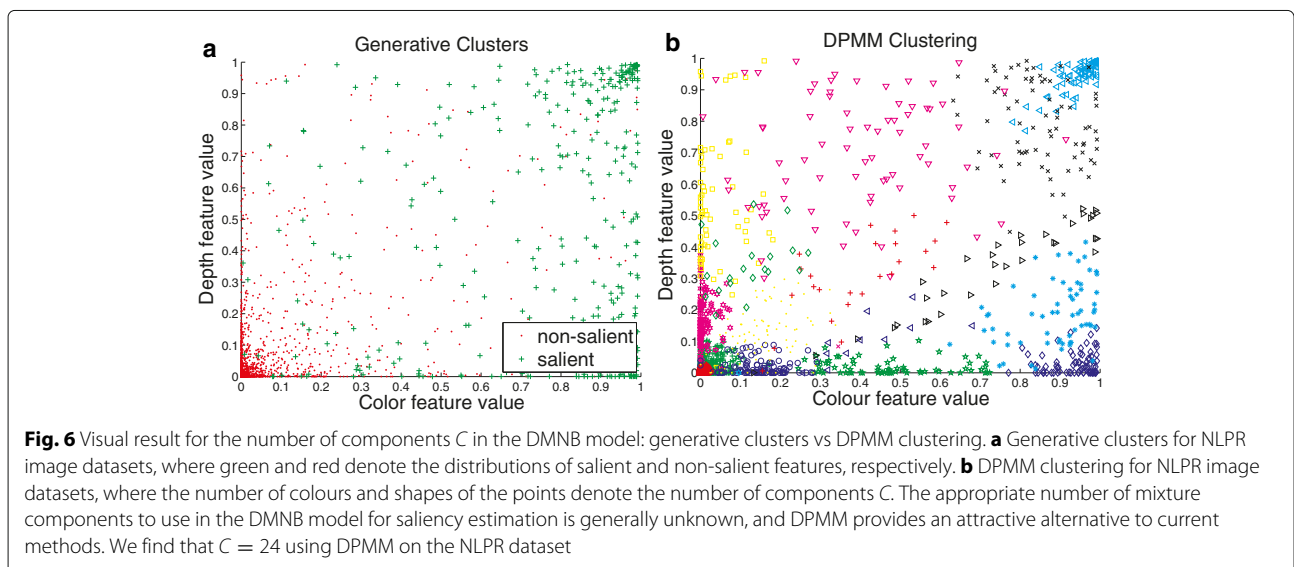 a
Generative Clusters
1
0.9
0.8
0.7
0.6
0.5
0.4
0.3
0.2
0.1
0
Depth feature value
non-salient
salient
0 0.1 0.2 0.3 0.4 0.5 0.6 0.7 0.8 0.9 1
Color feature value
b
DPMM Clustering
1
0.9
0.8
0.7
0.6
0.5
0.4
0.3
0.2
0.1
0
Depth feature value
0 0.1 0.2 0.3 0.4 0.5 0.6 0.7 0.8 0.9 1
Colour feature value
Fig. 6 Visual result for the number of components C in the DMNB model: generative clusters vs DPMM clustering. a Generative clusters for NLPR
image datasets, where green and red denote the distributions of salient and non-salient features, respectively. b DPMM clustering for NLPR image
datasets, where the number of colours and shapes of the points denote the number of components C. The appropriate number of mixture
components to use in the DMNB model for saliency estimation is generally unknown, and DPMM provides an attractive alternative to current
methods. We find that C = 24 using DPMM on the NLPR dataset